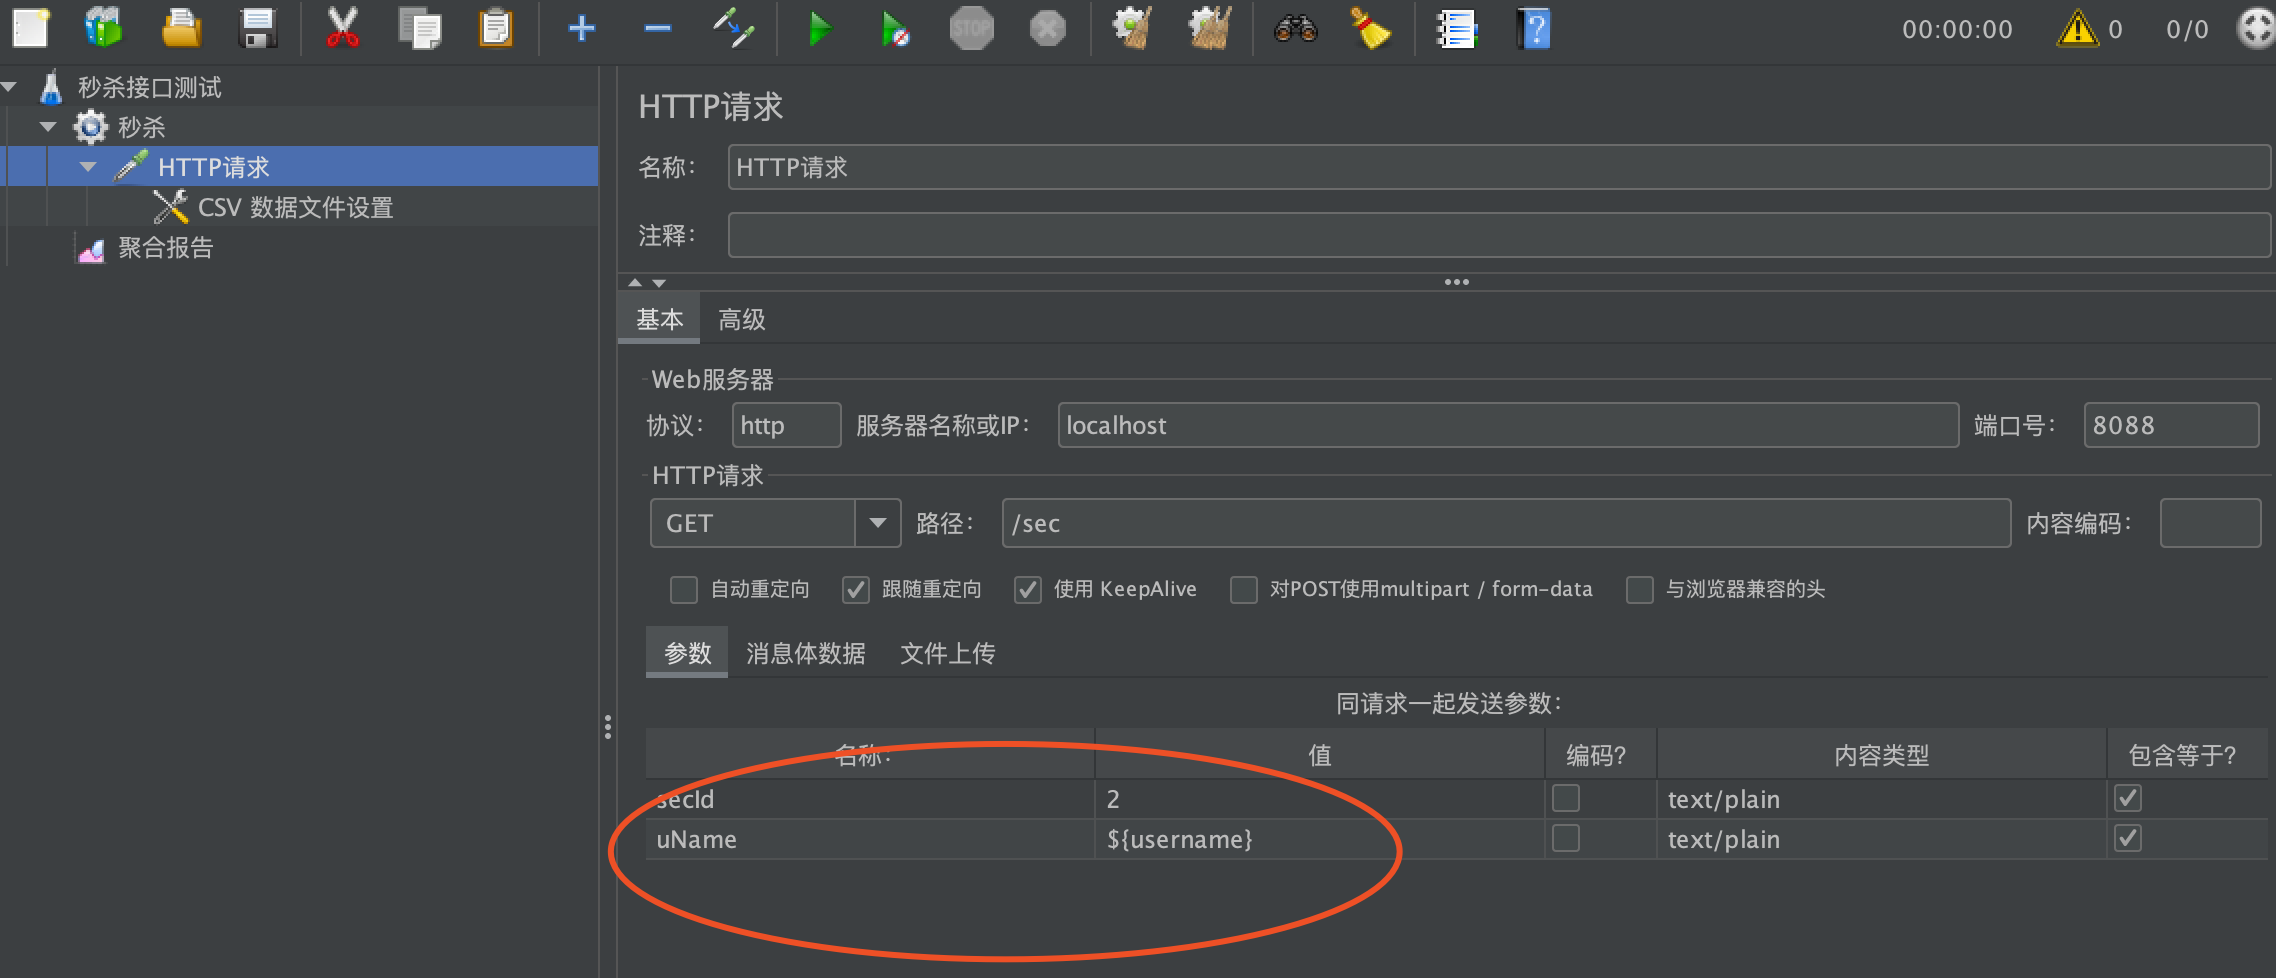 STOP
00:00:00
0
0/0
秒杀接口测试
秒杀
HTTP请求
CSV 数据文件设置
聚合报告
HTTP请求
名称：
HTTP请求
注释：
基本 高级
Web服务器
协议： http 服务器名称或IP： localhost 端口号： 8088
HTTP请求
GET 路径： /sec 内容编码：
自动重定向 跟随重定向 使用 KeepAlive 对POST使用multipart / form-data 与浏览器兼容的头
参数 消息体数据 文件上传
同请求一起发送参数：
名称： 值 编码? 内容类型 包含等于?
secId 2 text/plain
uName ${username} text/plain